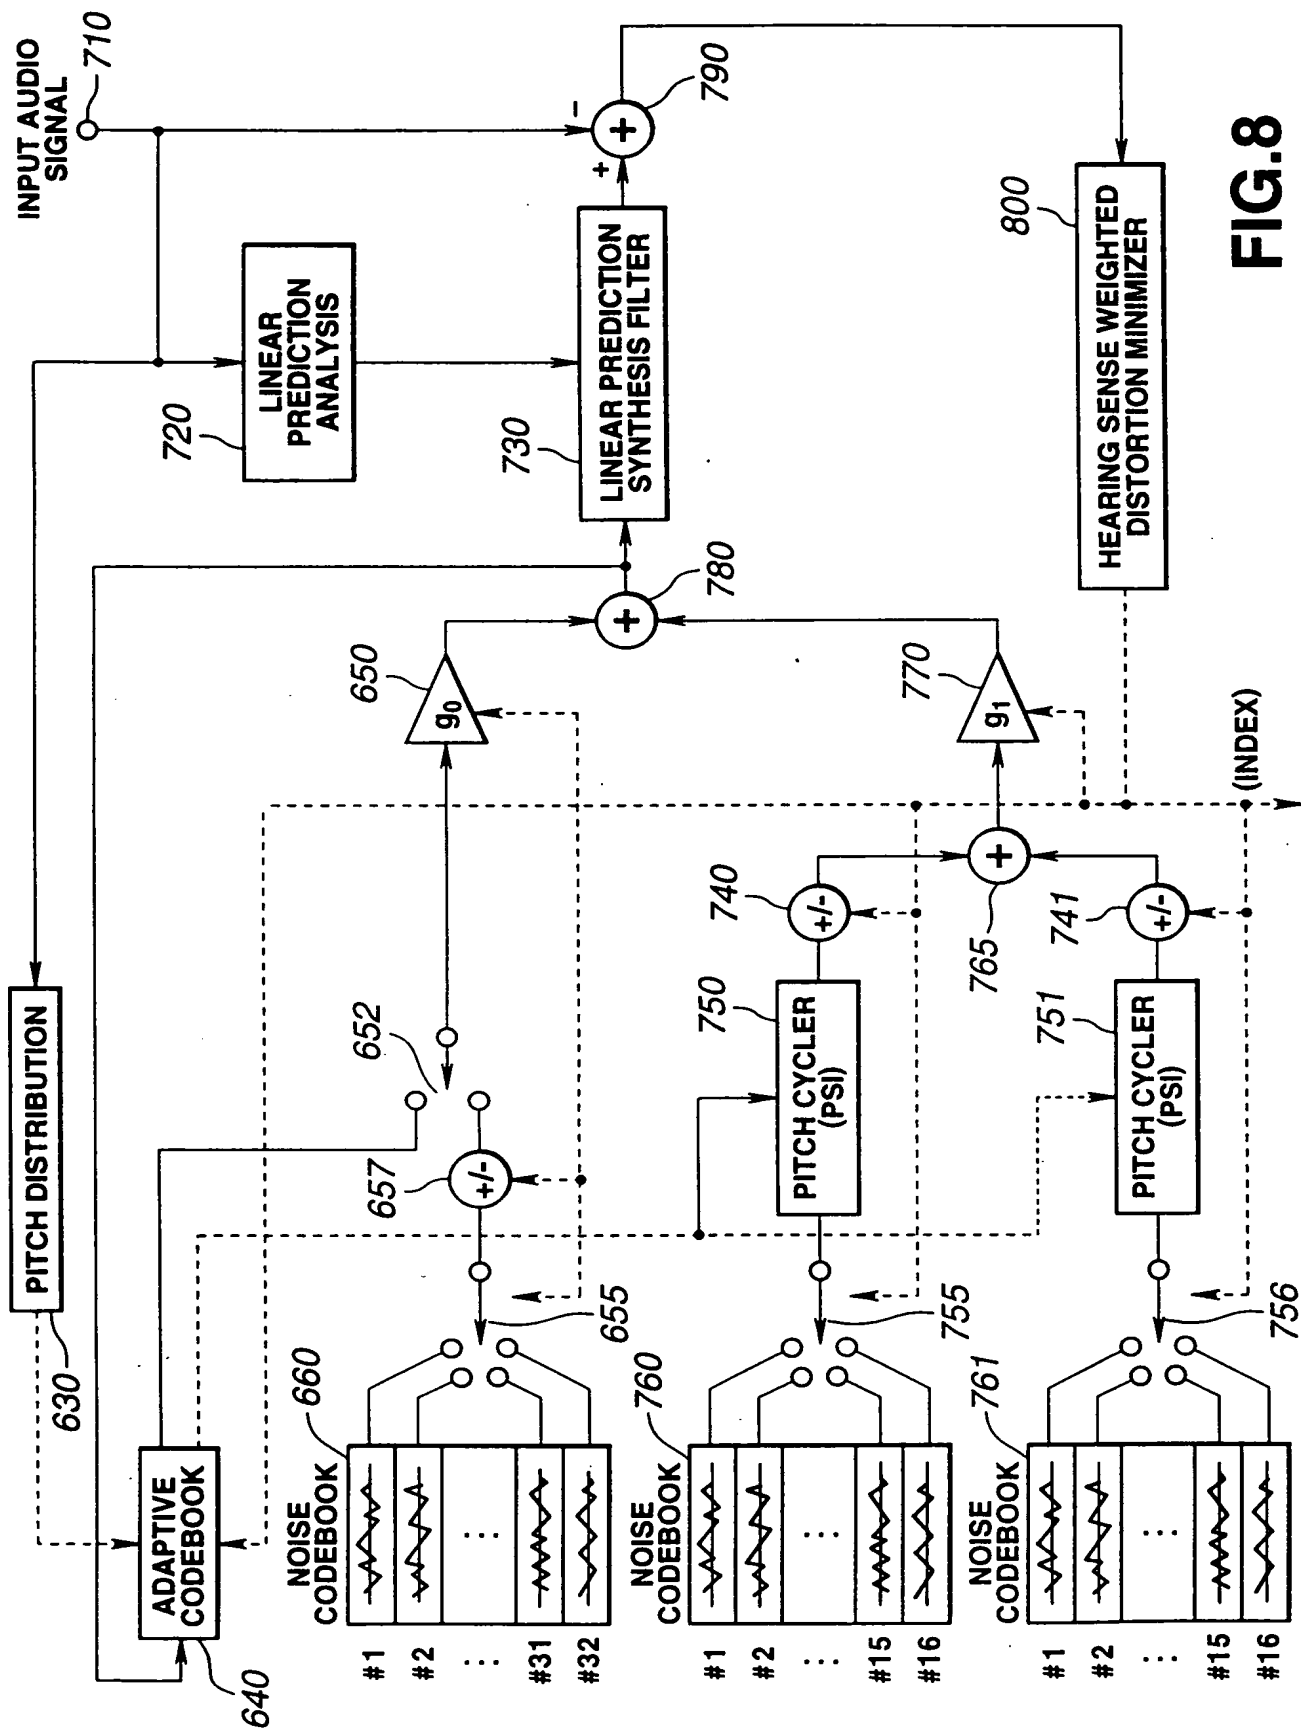 INPUT AUDIO
SIGNAL
710
PITCH DISTRIBUTION
630
ADAPTIVE
CODEBOOK
640
LINEAR
PREDICTION
ANALYSIS
720
LINEAR PREDICTION
SYNTHESIS FILTER
730
+
-
+
790
+
780
g0
650
652
+/-
657
655
NOISE
CODEBOOK
660
#1
#2
...
...
#31
#32
g1
770
+
765
+/-
740
PITCH CYCLER
(PSI)
750
755
NOISE
CODEBOOK
760
#1
#2
...
...
#15
#16
+/-
741
PITCH CYCLER
(PSI)
751
756
NOISE
CODEBOOK
761
#1
#2
...
...
#15
#16
HEARING SENSE WEIGHTED
DISTORTION MINIMIZER
800
(INDEX)
FIG.8